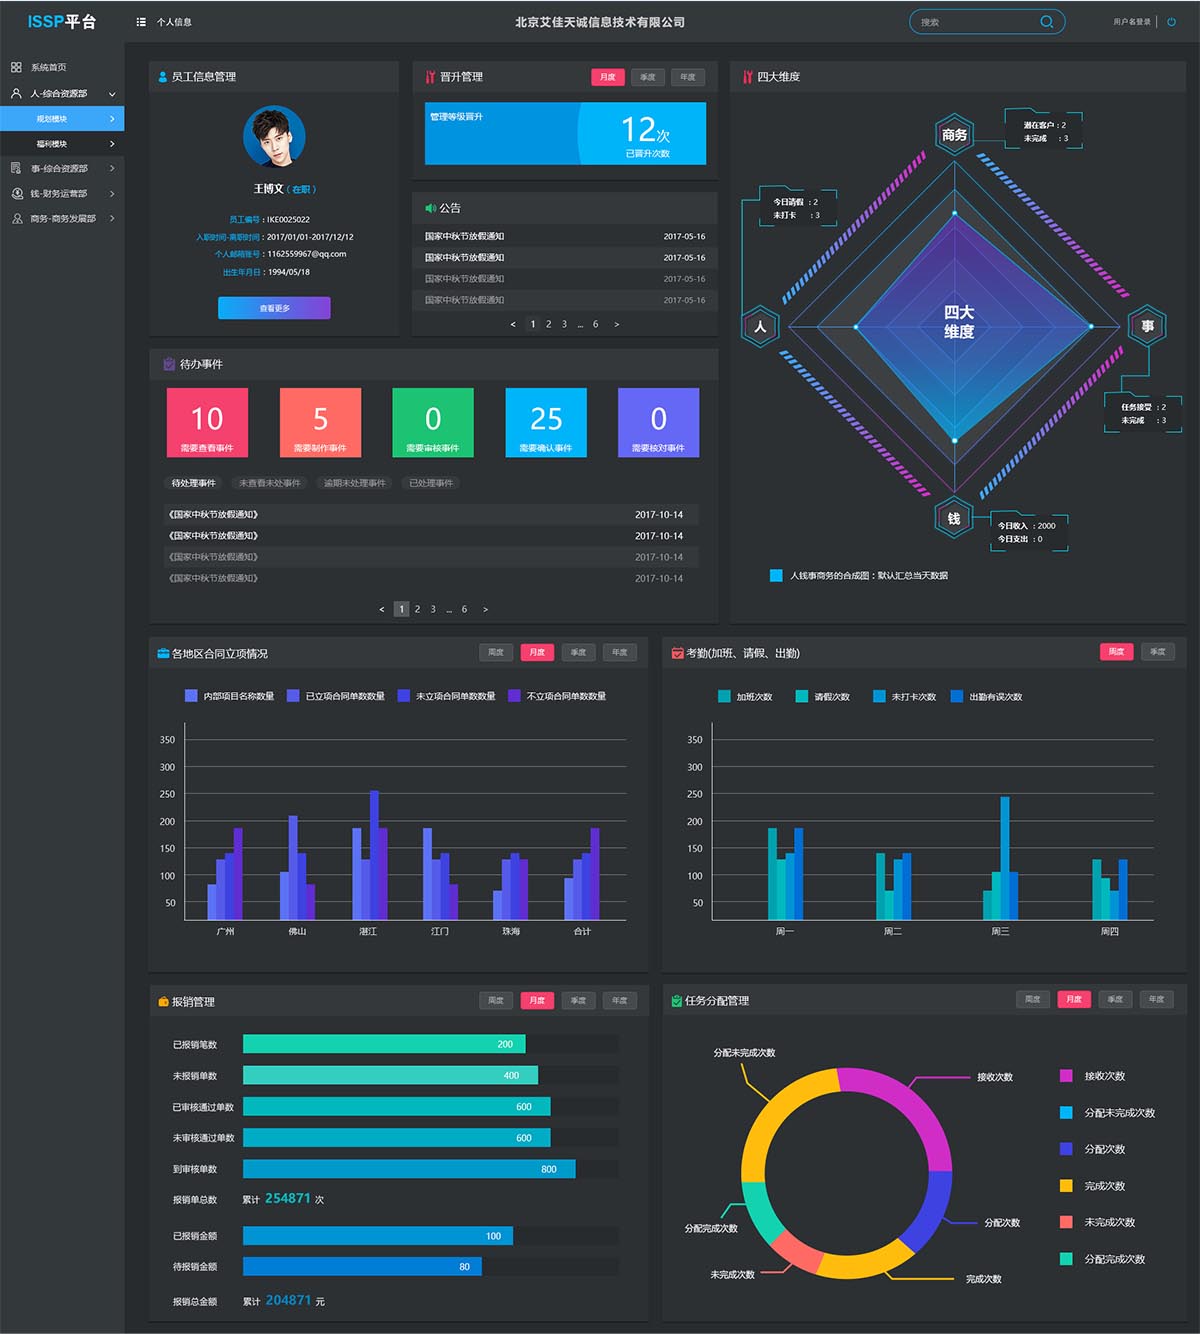 ISSP平台
个人信息
北京艾佳天诚信息技术有限公司
搜索
用户名登录
系统首页
人-综合资源部
规划模块
福利模块
事-综合资源部
钱-财务运营部
商务-商务发展部
员工信息管理
王博文（在职）
员工编号：IKE0025022
入职时间-离职时间：2017/01/01-2017/12/12
个人邮箱账号：1162559967@qq.com
出生年月日：1994/05/18
查看更多
晋升管理
月度 季度 年度
管理等级晋升
12次
已晋升次数
公告
国家中秋节放假通知 2017-05-16
国家中秋节放假通知 2017-05-16
国家中秋节放假通知 2017-05-16
国家中秋节放假通知 2017-05-16
< 1 2 3 ... 6 >
四大维度
商务
潜在客户：2
未完成 ：3
今日请假：2
未打卡 ：3
人
四大
维度
事
任务接受：2
未完成 ：3
钱
今日收入：2000
今日支出：0
人钱事商务的合成图：默认汇总当天数据
待办事件
10 5 0 25 0
需要查看事件 需要制作事件 需要审核事件 需要确认事件 需要核对事件
待处理事件 未查看未处事件 逾期未处理事件 已处理事件
《国家中秋节放假通知》 2017-10-14
《国家中秋节放假通知》 2017-10-14
《国家中秋节放假通知》 2017-10-14
《国家中秋节放假通知》 2017-10-14
< 1 2 3 ... 6 >
各地区合同立项情况
周度 月度 季度 年度
内部项目名称数量 已立项合同单数数量 未立项合同单数数量 不立项合同单数数量
350
300
250
200
150
100
50
广州 佛山 湛江 江门 珠海 合计
考勤(加班、请假、出勤)
周度 季度
加班次数 请假次数 未打卡次数 出勤有误次数
350
300
250
200
150
100
50
周一 周二 周三 周四
报销管理
周度 月度 季度 年度
已报销笔数 200
未报销单数 400
已审核通过单数 600
未审核通过单数 600
到审核单数 800
报销单总数 累计 254871 次
已报销金额 100
待报销金额 80
报销总金额 累计 204871 元
任务分配管理
周度 月度 季度 年度
分配未完成次数
接收次数
分配次数
分配完成次数
未完成次数
完成次数
接收次数
分配未完成次数
分配次数
完成次数
未完成次数
分配完成次数